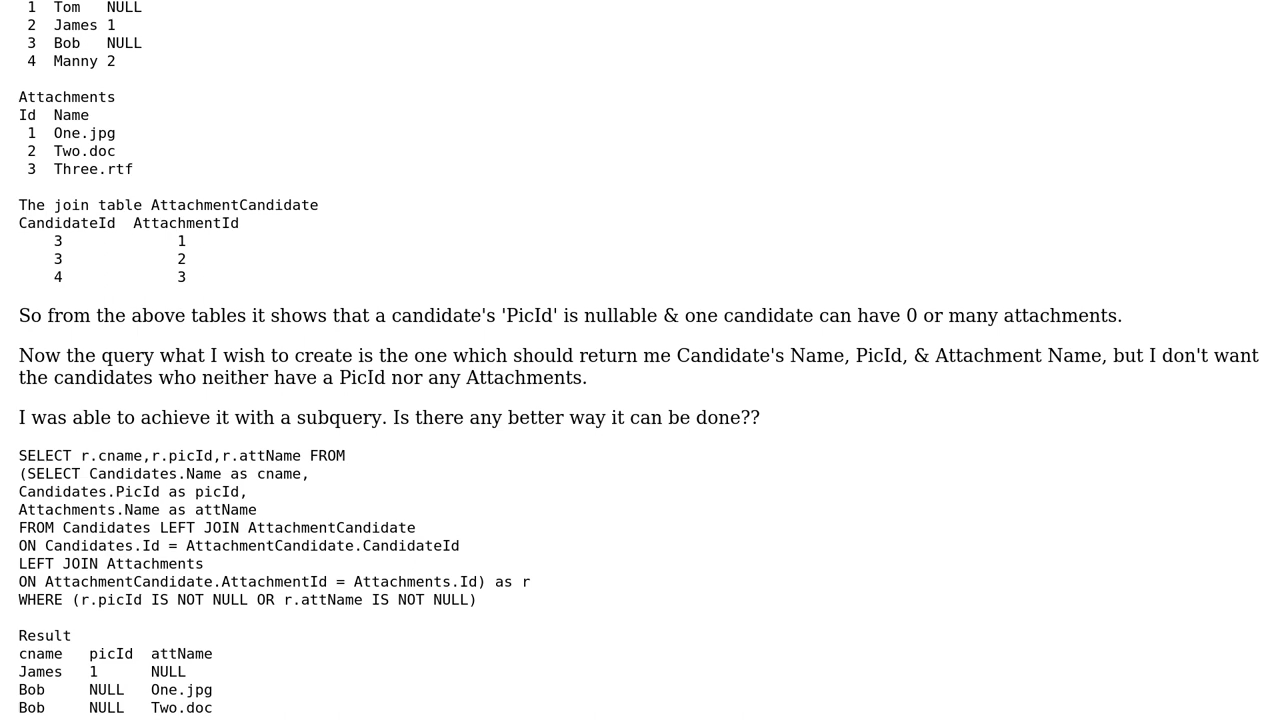 1  Tom   NULL
2  James 1
3  Bob   NULL
4  Manny 2
Attachments
Id  Name
1  One.jpg
2  Two.doc
3  Three.rtf
The join table AttachmentCandidate
CandidateId  AttachmentId
3             1
3             2
4             3
So from the above tables it shows that a candidate's 'PicId' is nullable & one candidate can have 0 or many attachments.
Now the query what I wish to create is the one which should return me Candidate's Name, PicId, & Attachment Name, but I don't want
the candidates who neither have a PicId nor any Attachments.
I was able to achieve it with a subquery. Is there any better way it can be done??
SELECT r.cname,r.picId,r.attName FROM
(SELECT Candidates.Name as cname,
Candidates.PicId as picId,
Attachments.Name as attName
FROM Candidates LEFT JOIN AttachmentCandidate
ON Candidates.Id = AttachmentCandidate.CandidateId
LEFT JOIN Attachments
ON AttachmentCandidate.AttachmentId = Attachments.Id) as r
WHERE (r.picId IS NOT NULL OR r.attName IS NOT NULL)
Result
cname   picId  attName
James   1      NULL
Bob     NULL   One.jpg
Bob     NULL   Two.doc